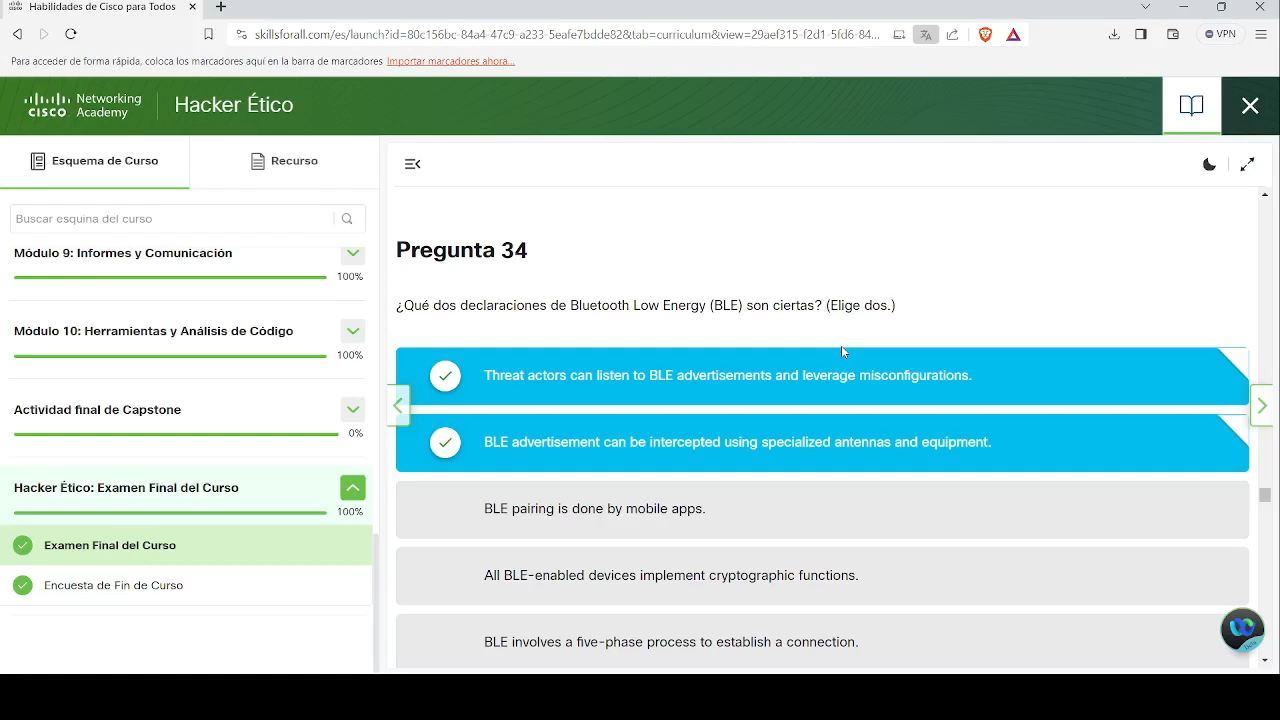 Habilidades de Cisco para Todos
skillsforall.com/es/launch?id=80c156bc-84a4-47c9-a233-5eafe7bdde82&tab=curriculum&view=29aef315-f2d1-5fd6-84...
VPN
Para acceder de forma rápida, coloca los marcadores aquí en la barra de marcadores Importar marcadores ahora...
cisco Networking Academy
Hacker Ético
Esquema de Curso
Recurso
Buscar esquina del curso
Módulo 9: Informes y Comunicación
100%
Módulo 10: Herramientas y Análisis de Código
100%
Actividad final de Capstone
0%
Hacker Ético: Examen Final del Curso
100%
Examen Final del Curso
Encuesta de Fin de Curso
Pregunta 34
¿Qué dos declaraciones de Bluetooth Low Energy (BLE) son ciertas? (Elige dos.)
Threat actors can listen to BLE advertisements and leverage misconfigurations.
BLE advertisement can be intercepted using specialized antennas and equipment.
BLE pairing is done by mobile apps.
All BLE-enabled devices implement cryptographic functions.
BLE involves a five-phase process to establish a connection.